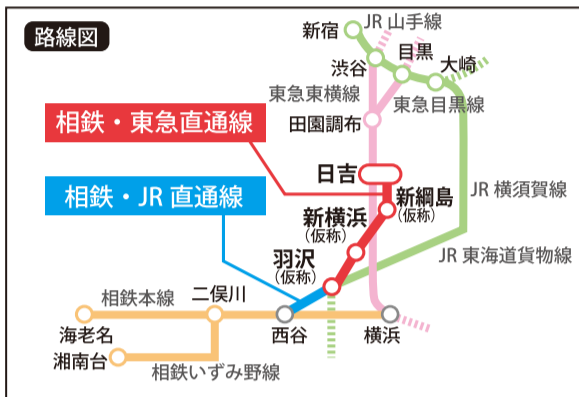 路線図
新宿
JR 山手線
渋谷
目黒
大崎
東急東横線
東急目黒線
田園調布
相鉄・東急直通線
日吉
相鉄・JR 直通線
新綱島
(仮称)
JR 横須賀線
新横浜
(仮称)
羽沢
(仮称)
JR 東海道貨物線
相鉄本線
二俣川
海老名
西谷
横浜
湘南台
相鉄いずみ野線